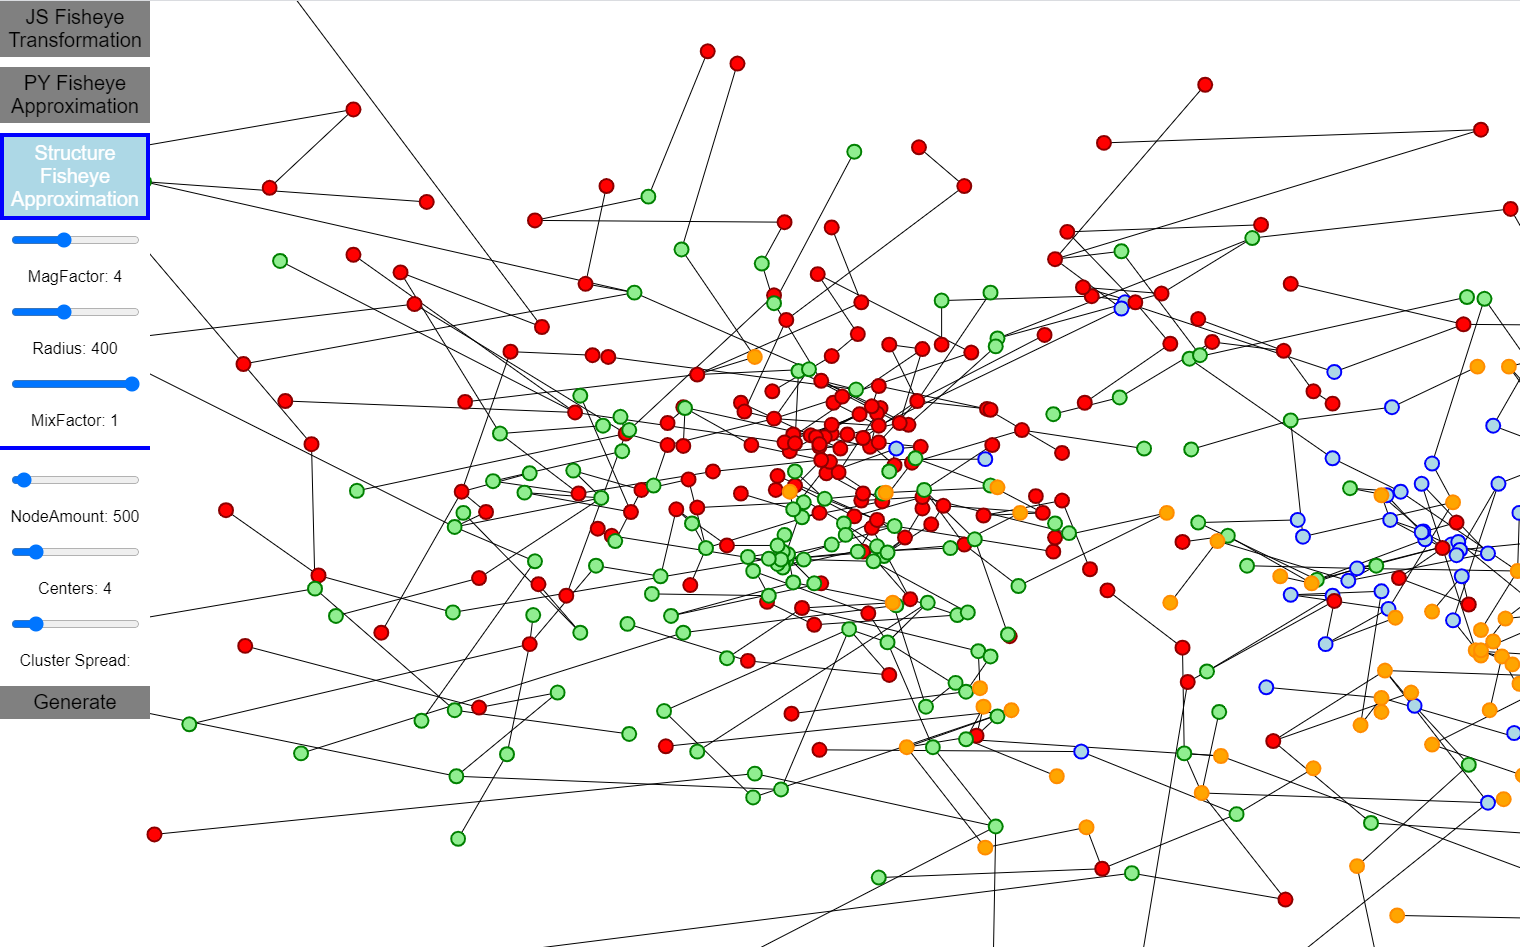 JS Fisheye
Transformation
PY Fisheye
Approximation
Structure
Fisheye
Approximation
MagFactor: 4
Radius: 400
MixFactor: 1
NodeAmount: 500
Centers: 4
Cluster Spread:
Generate